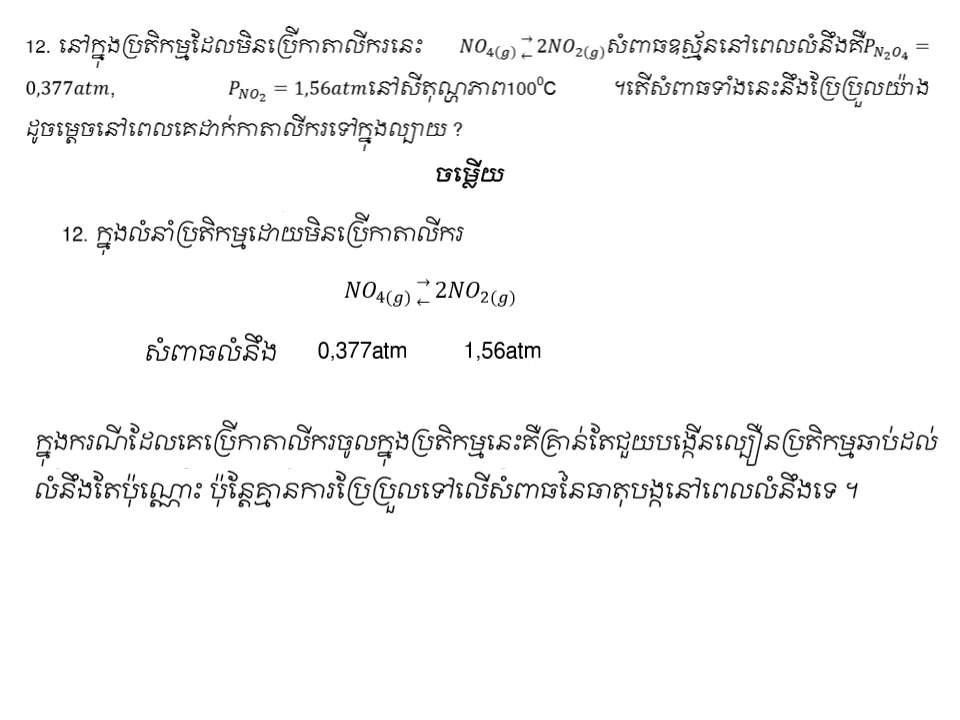 12. នៅក្នុងប្រតិកម្មដែលមិនប្រើកាតាលីករនេះ NO₄₍g₎ ⇄ 2NO₂₍g₎សំពាធឧស្ម័ននៅពេលលំនឹងគឺP_N₂O₄ =
0,377atm, P_NO₂ = 1,56atmនៅសីតុណ្ហភាព100⁰C ។តើសំពាធទាំងនេះនឹងប្រែប្រួលយ៉ាង
ដូចម្តេចនៅពេលគេដាក់កាតាលីករទៅក្នុងល្បាយ ?
ចម្លើយ
12. ក្នុងលំនាំប្រតិកម្មដោយមិនប្រើកាតាលីករ
NO₄₍g₎ ⇄ 2NO₂₍g₎
សំពាធលំនឹង 0,377atm 1,56atm
ក្នុងករណីដែលគេប្រើកាតាលីករចូលក្នុងប្រតិកម្មនេះគឺគ្រាន់តែជួយបង្កើនល្បឿនប្រតិកម្មឆាប់ដល់
លំនឹងតែប៉ុណ្ណោះ ប៉ុន្តែគ្មានការប្រែប្រួលទៅលើសំពាធនៃធាតុបង្កនៅពេលលំនឹងទេ ។